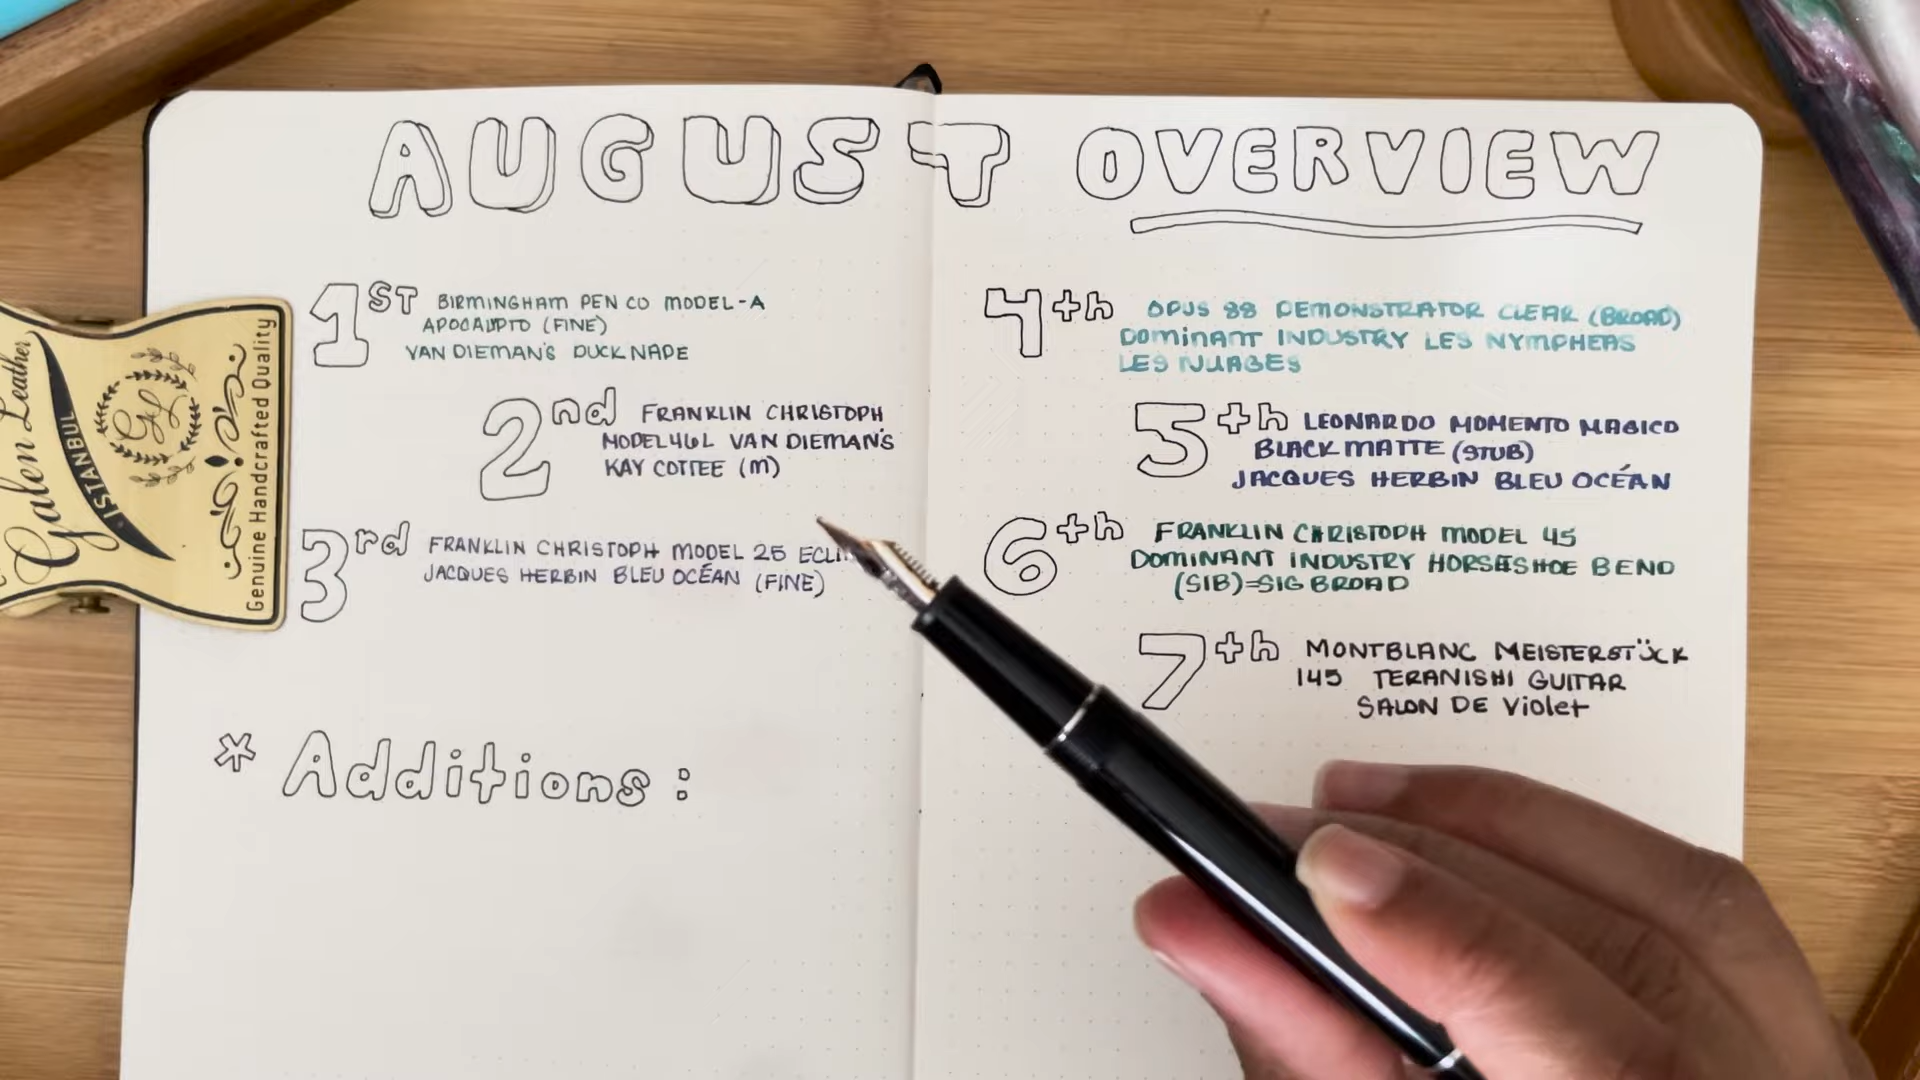 AUGUST OVERVIEW
1ST BIRMINGHAM PEN CO MODEL-A
APOCALYPTO (FINE)
VAN DIEMAN'S DUCKNADE
2nd FRANKLIN CHRISTOPH
MODEL46L VAN DIEMAN'S
KAY COTTEE (M)
3rd FRANKLIN CHRISTOPH MODEL 25
JACQUES HERBIN BLEU OCÉAN (FINE)
* Additions:
4th OPUS 88 DEMONSTRATOR CLEAR (BROAD)
DOMINANT INDUSTRY LES NYMPHEAS
LES NUAGES
5th LEONARDO MOMENTO MAGICO
BLACK MATTE (STUB)
JACQUES HERBIN BLEU OCÉAN
6th FRANKLIN CHRISTOPH MODEL 45
DOMINANT INDUSTRY HORSESHOE BEND
(SIB)=SIG BROAD
7th MONTBLANC MEISTERSTÜCK
145 TERANISHI GUITAR
SALON DE Violet
Galen Leather
• ISTANBUL
GL
Genuine Handcrafted Quality